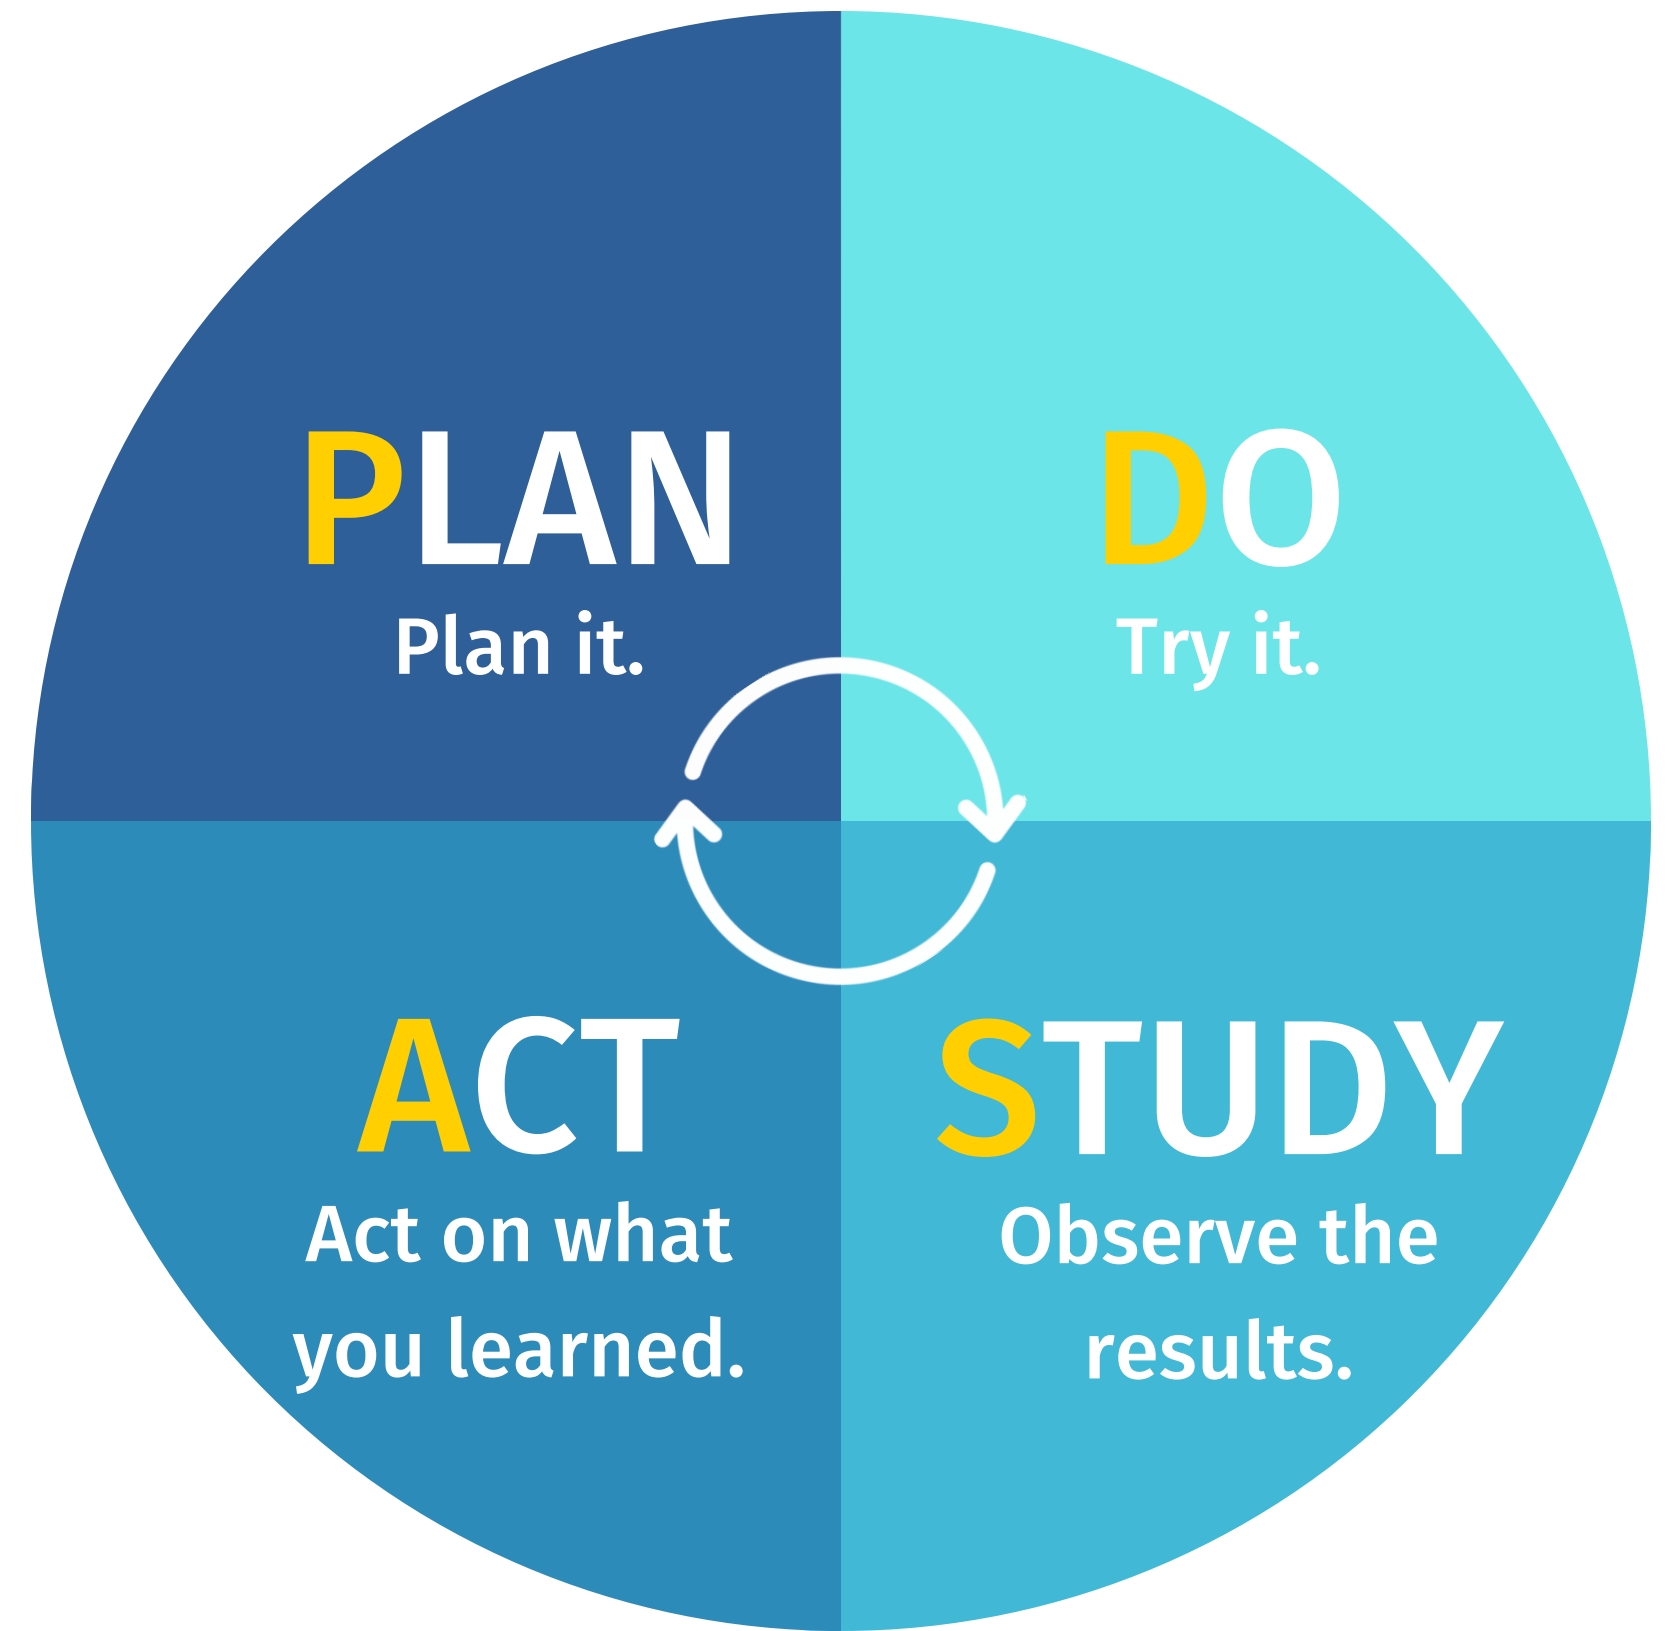 PLAN
Plan it.
DO
Try it.
ACT
Act on what
you learned.
STUDY
Observe the
results.